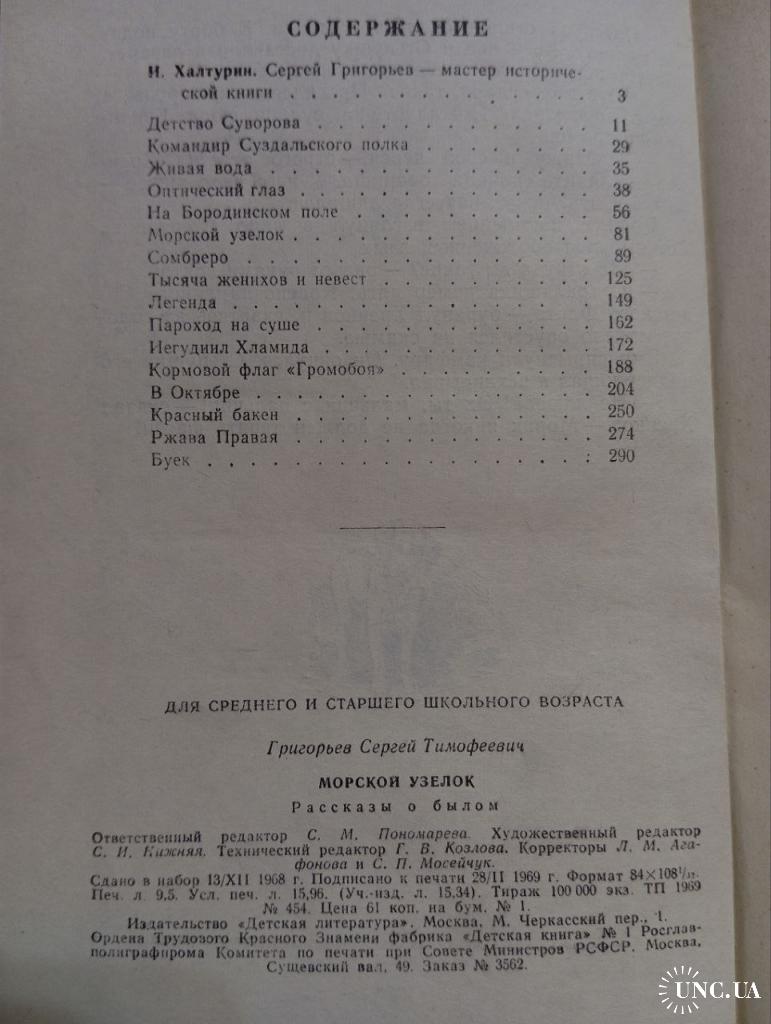 СОДЕРЖАНИЕ
И. Халтурин. Сергей Григорьев — мастер историче-
ской книги . . . . . . . . . . . . . 3
Детство Суворова . . . . . . . . . . . . 11
Командир Суздальского полка . . . . . . . . 29
Живая вода . . . . . . . . . . . . . . 35
Оптический глаз . . . . . . . . . . . . . 38
На Бородинском поле . . . . . . . . . . . 56
Морской узелок . . . . . . . . . . . . . 81
Сомбреро . . . . . . . . . . . . . . . 89
Тысяча женихов и невест . . . . . . . . . . 125
Легенда . . . . . . . . . . . . . . . . 149
Пароход на суше . . . . . . . . . . . . 162
Иегудиил Хламида . . . . . . . . . . . . 172
Кормовой флаг «Громобоя» . . . . . . . . . 188
В Октябре . . . . . . . . . . . . . . . 204
Красный бакен . . . . . . . . . . . . . 250
Ржава Правая . . . . . . . . . . . . . 274
Буек . . . . . . . . . . . . . . . . . 290
ДЛЯ СРЕДНЕГО И СТАРШЕГО ШКОЛЬНОГО ВОЗРАСТА
Григорьев Сергей Тимофеевич
МОРСКОЙ УЗЕЛОК
Рассказы о былом
Ответственный редактор С. М. Пономарева. Художественный редактор
С. И. Нижняя. Технический редактор Г. В. Козлова. Корректоры Л. М. Ага-
фонова и С. П. Мосейчук.
Сдано в набор 13/XII 1968 г. Подписано к печати 28/II 1969 г. Формат 84×108¹/₃₂.
Печ. л. 9,5. Усл. печ. л. 15,96. (Уч.-изд. л. 15,34). Тираж 100 000 экз. ТП 1969
№ 454. Цена 61 коп. на бум. № 1.
Издательство «Детская литература». Москва, М. Черкасский пер., 1.
Ордена Трудового Красного Знамени фабрика «Детская книга» № 1 Росглав-
полиграфпрома Комитета по печати при Совете Министров РСФСР. Москва,
Сущевский вал, 49. Заказ № 3562.
UNC.UA